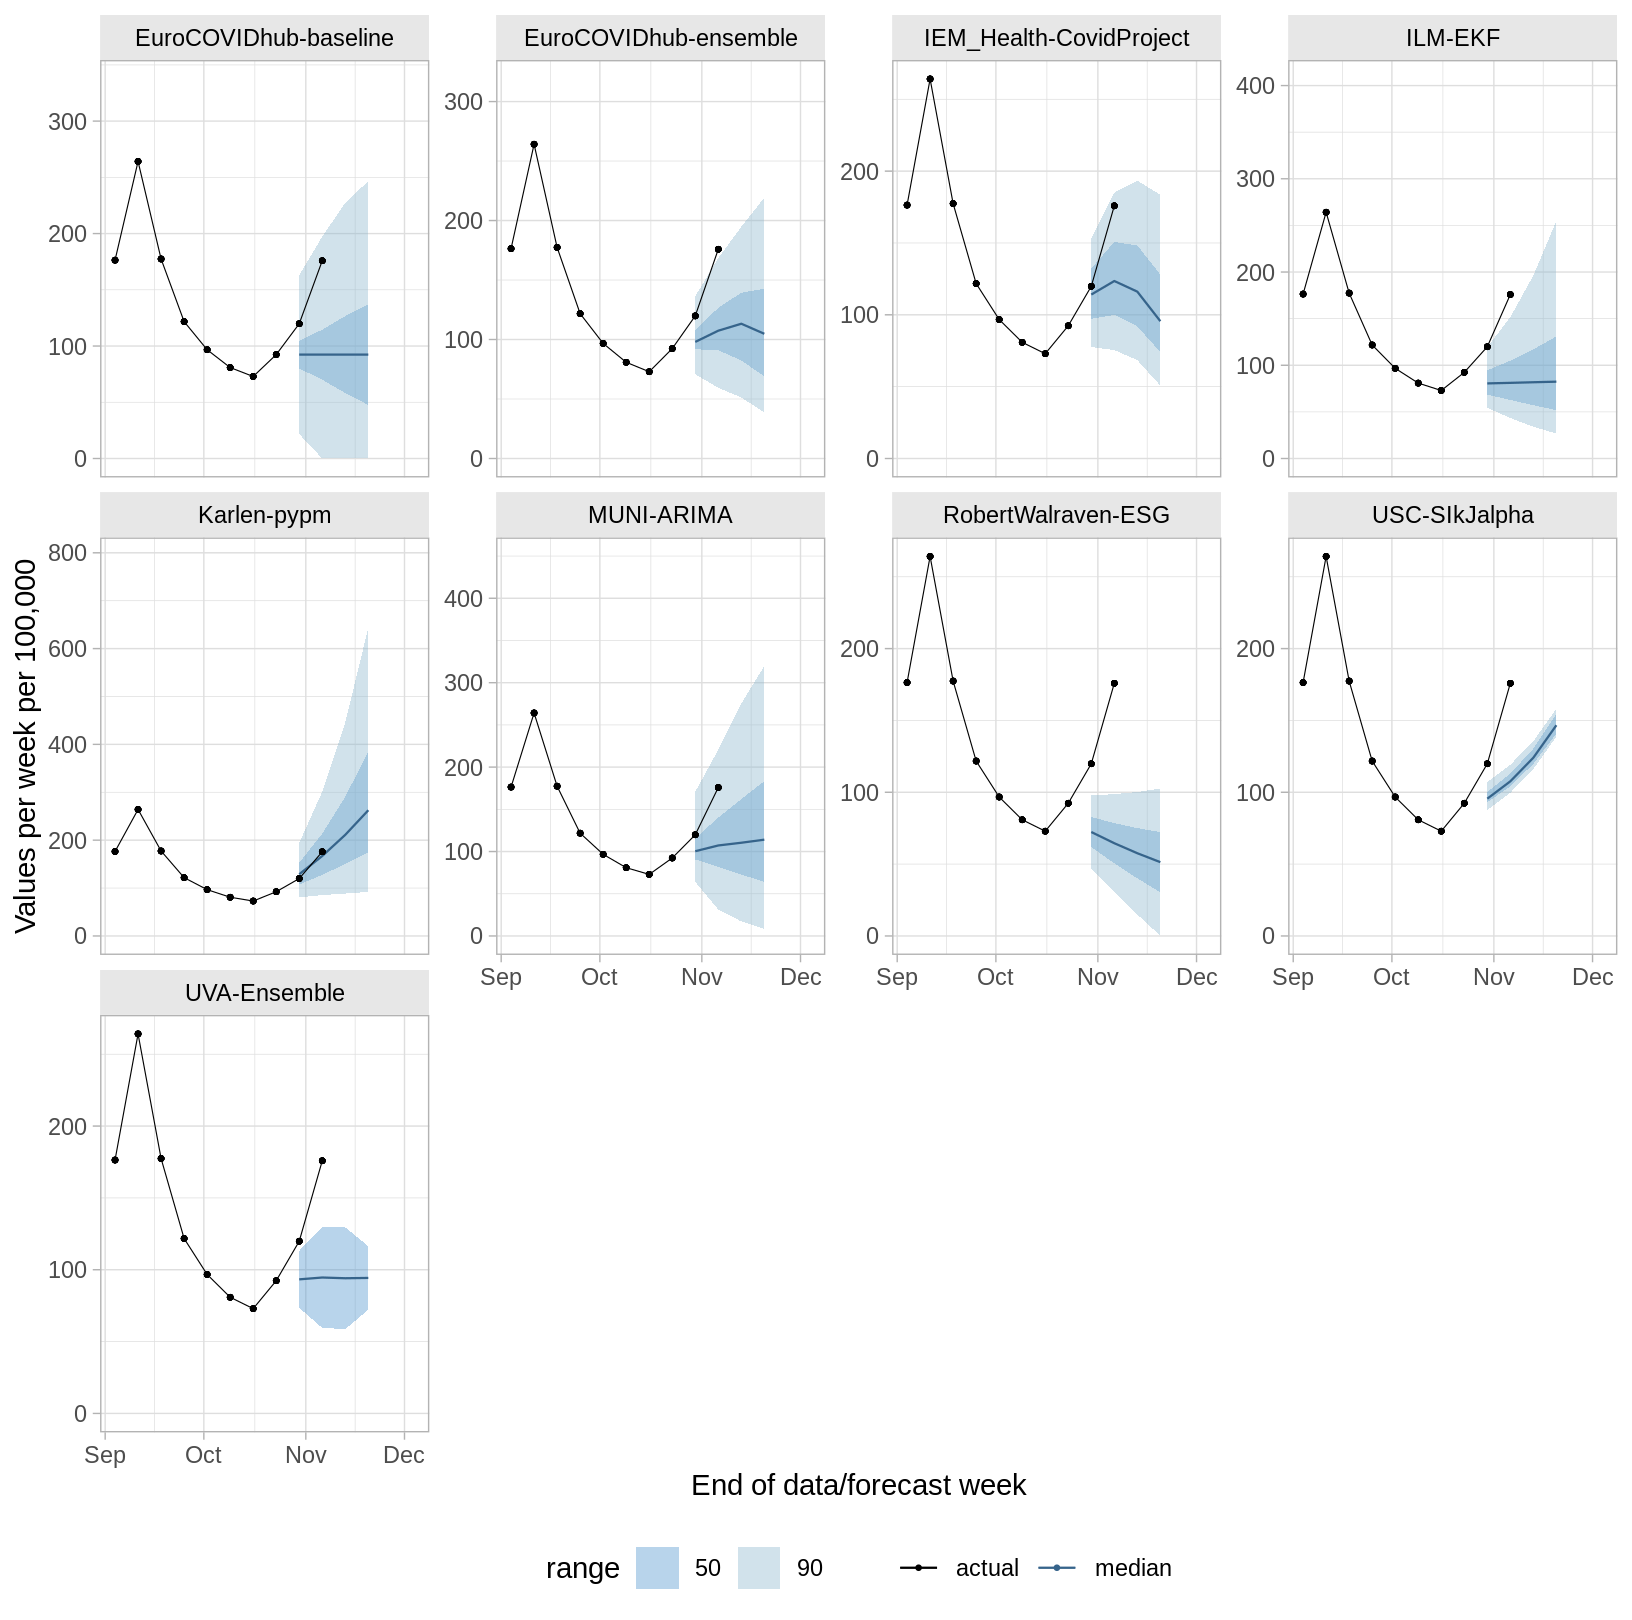 EuroCOVIDhub-baseline
EuroCOVIDhub-ensemble
IEM_Health-CovidProject
ILM-EKF
300
200
100
0
300
200
100
0
200
100
0
400
300
200
100
0
Values per week per 100,000
Karlen-pypm
MUNI-ARIMA
RobertWalraven-ESG
USC-SIkJalpha
800
600
400
200
0
400
300
200
100
0
200
100
0
200
100
0
Sep Oct Nov Dec
Sep Oct Nov Dec
Sep Oct Nov Dec
UVA-Ensemble
200
100
0
Sep Oct Nov Dec
End of data/forecast week
range 50 90 actual median